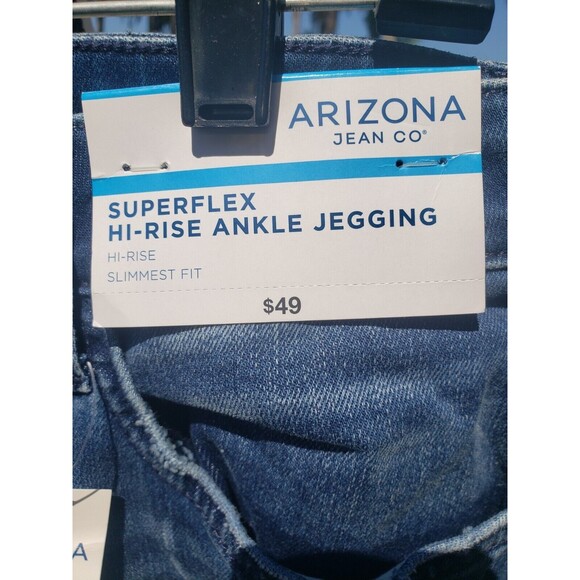 ARIZONA
JEAN CO®
SUPERFLEX
HI-RISE ANKLE JEGGING
HI-RISE
SLIMMEST FIT
$49
A